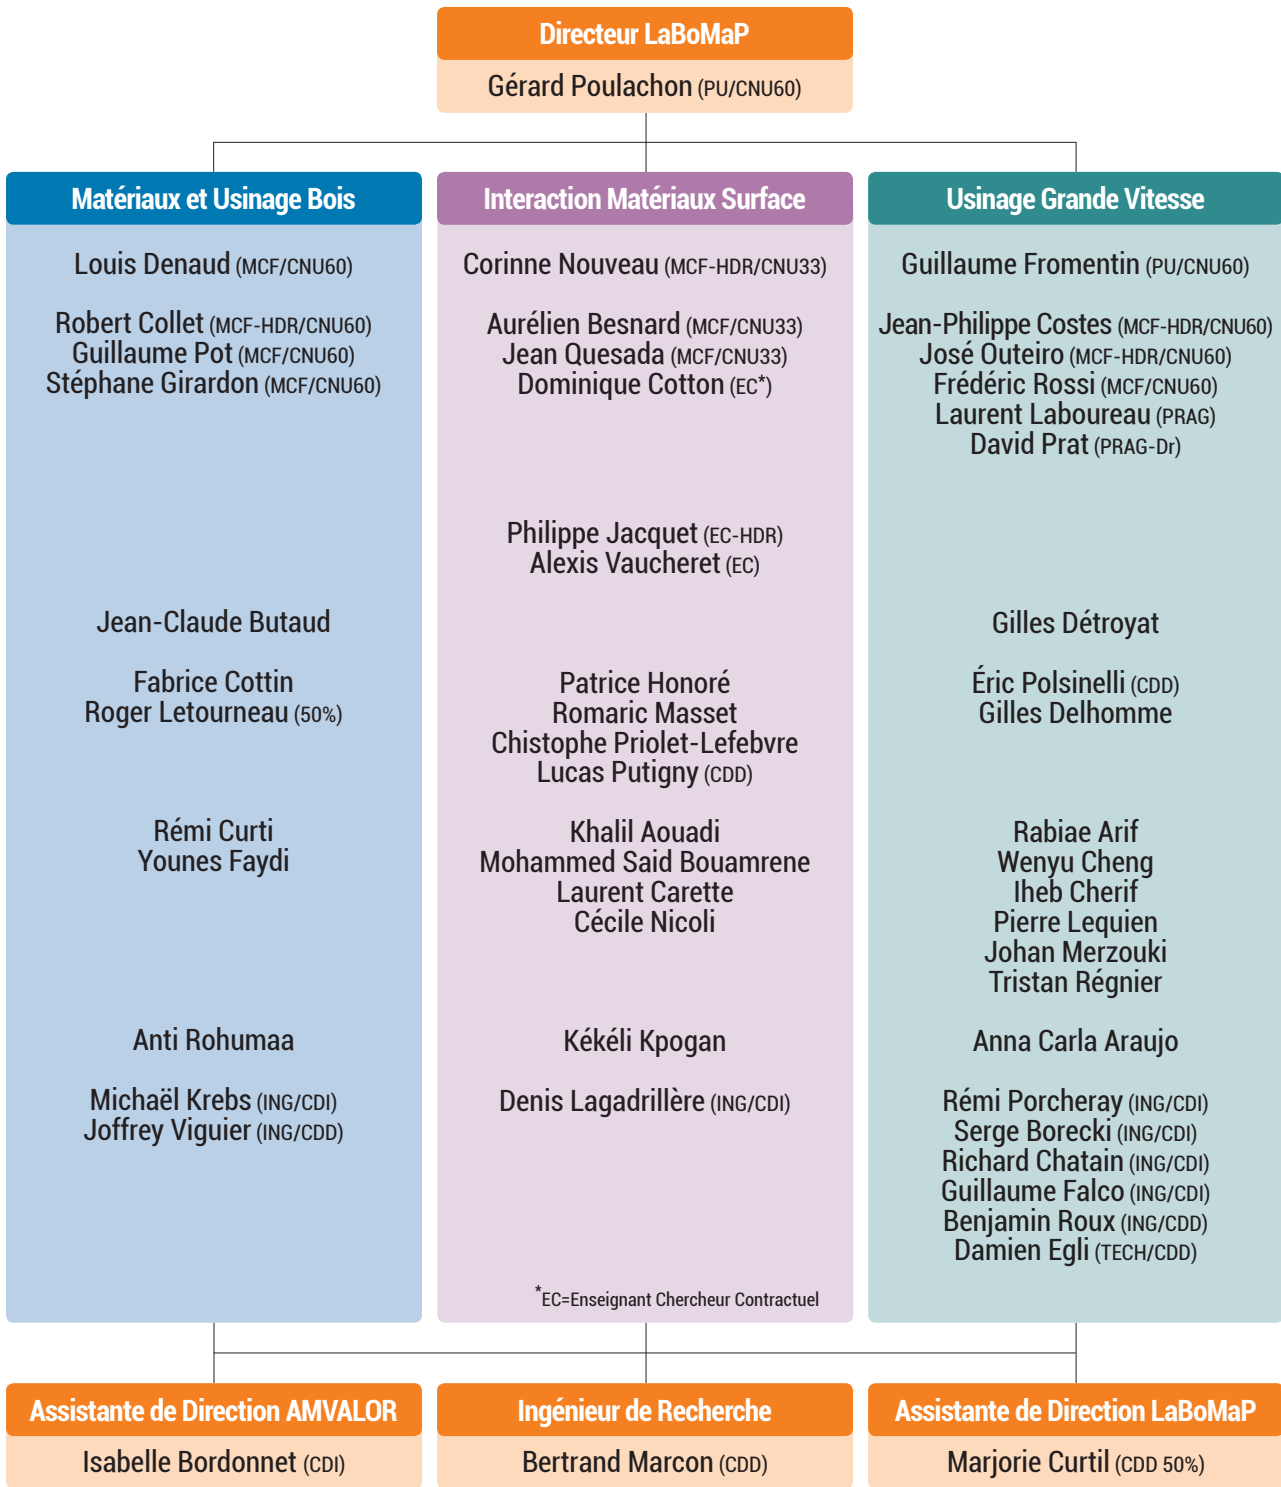 Directeur LaBoMaP
Gérard Poulachon (PU/CNU60)
Matériaux et Usinage Bois
Louis Denaud (MCF/CNU60)
Robert Collet (MCF-HDR/CNU60)
Guillaume Pot (MCF/CNU60)
Stéphane Girardon (MCF/CNU60)
Jean-Claude Butaud
Fabrice Cottin
Roger Letourneau (50%)
Rémi Curti
Younes Faydi
Anti Rohumaa
Michaël Krebs (ING/CDI)
Joffrey Viguier (ING/CDD)
Interaction Matériaux Surface
Corinne Nouveau (MCF-HDR/CNU33)
Aurélien Besnard (MCF/CNU33)
Jean Quesada (MCF/CNU33)
Dominique Cotton (EC*)
Philippe Jacquet (EC-HDR)
Alexis Vaucheret (EC)
Patrice Honoré
Romaric Masset
Chistophe Priolet-Lefebvre
Lucas Putigny (CDD)
Khalil Aouadi
Mohammed Said Bouamrene
Laurent Carette
Cécile Nicoli
Kékéli Kpogan
Denis Lagadrillère (ING/CDI)
*EC=Enseignant Chercheur Contractuel
Usinage Grande Vitesse
Guillaume Fromentin (PU/CNU60)
Jean-Philippe Costes (MCF-HDR/CNU60)
José Outeiro (MCF-HDR/CNU60)
Frédéric Rossi (MCF/CNU60)
Laurent Laboureau (PRAG)
David Prat (PRAG-Dr)
Gilles Détroyat
Éric Polsinelli (CDD)
Gilles Delhomme
Rabiae Arif
Wenyu Cheng
Iheb Cherif
Pierre Lequien
Johan Merzouki
Tristan Régnier
Anna Carla Araujo
Rémi Porcheray (ING/CDI)
Serge Borecki (ING/CDI)
Richard Chatain (ING/CDI)
Guillaume Falco (ING/CDI)
Benjamin Roux (ING/CDD)
Damien Egli (TECH/CDD)
Assistante de Direction AMVALOR
Isabelle Bordonnet (CDI)
Ingénieur de Recherche
Bertrand Marcon (CDD)
Assistante de Direction LaBoMaP
Marjorie Curtil (CDD 50%)